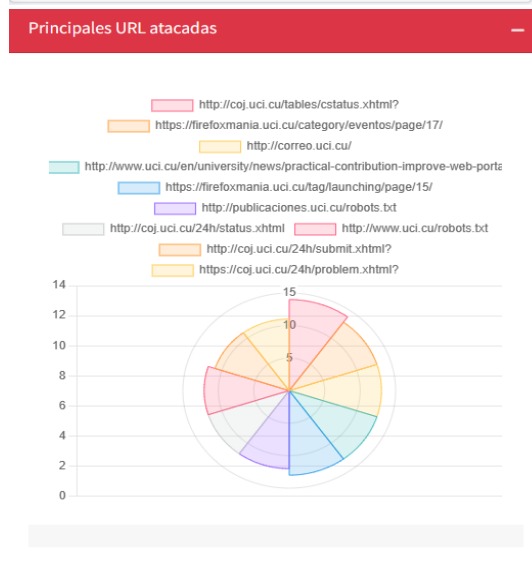 Principales URL atacadas
http://coj.uci.cu/tables/cstatus.xhtml?
https://firefoxmania.uci.cu/category/eventos/page/17/
http://correo.uci.cu/
http://www.uci.cu/en/university/news/practical-contribution-improve-web-porta
https://firefoxmania.uci.cu/tag/launching/page/15/
http://publicaciones.uci.cu/robots.txt
http://coj.uci.cu/24h/status.xhtml http://www.uci.cu/robots.txt
http://coj.uci.cu/24h/submit.xhtml?
https://coj.uci.cu/24h/problem.xhtml?
14
15
12
10
10
8
5
6
4
2
0